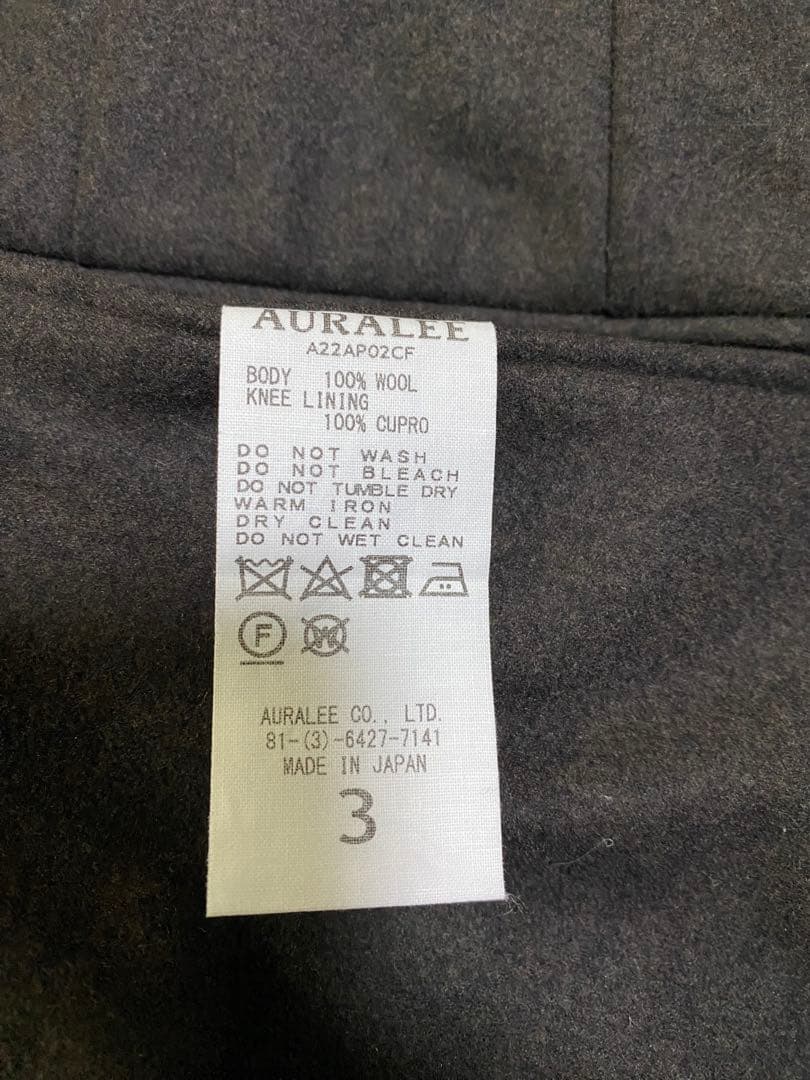 AURALEE
A22AP02CF
BODY 100% WOOL
KNEE LINING
100% CUPRO
DO NOT WASH
DO NOT BLEACH
DO NOT TUMBLE DRY
WARM IRON
DRY CLEAN
DO NOT WET CLEAN
F W
AURALEE CO., LTD.
81-(3)-6427-7141
MADE IN JAPAN
3